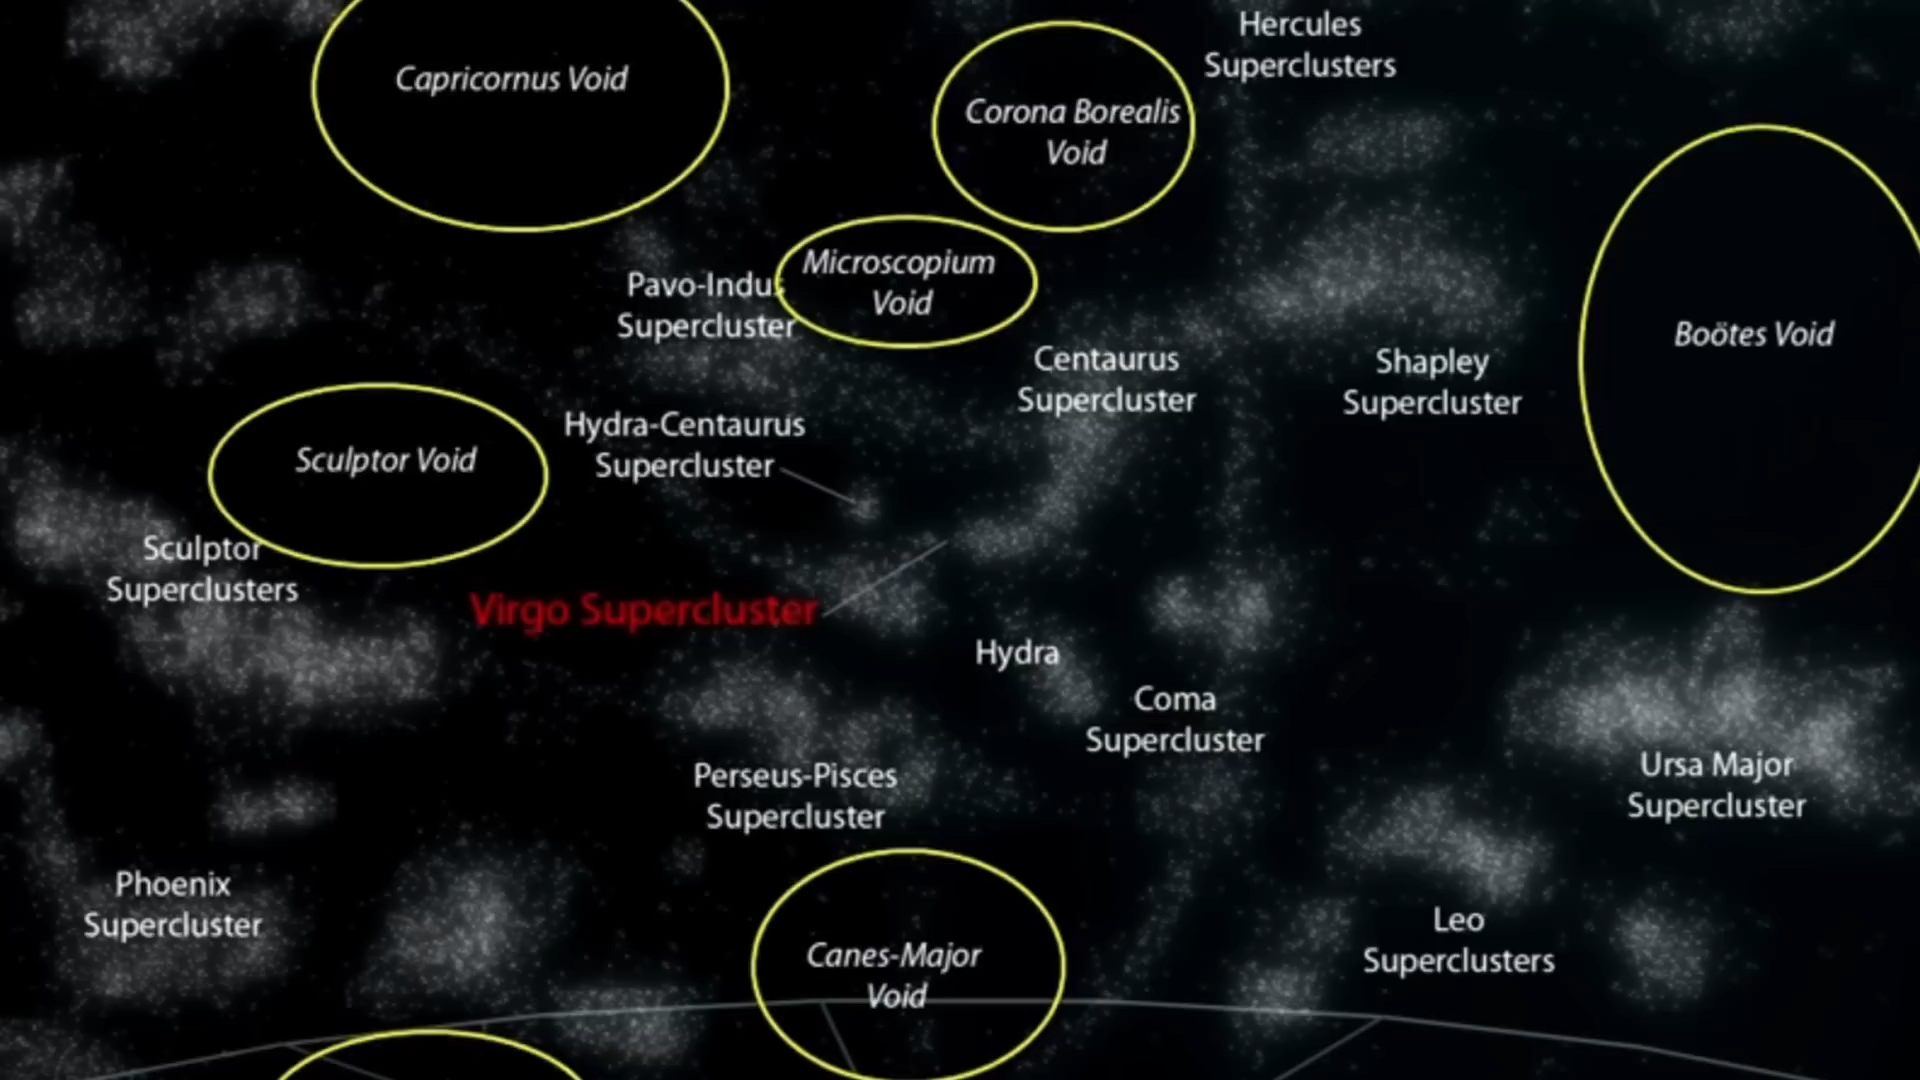 Hercules
Superclusters
Capricornus Void
Corona Borealis
Void
Microscopium
Void
Pavo-Indus
Supercluster
Boötes Void
Centaurus
Supercluster
Shapley
Supercluster
Hydra-Centaurus
Supercluster
Sculptor Void
Sculptor
Superclusters
Virgo Supercluster
Hydra
Coma
Supercluster
Perseus-Pisces
Supercluster
Ursa Major
Supercluster
Phoenix
Supercluster
Leo
Superclusters
Canes-Major
Void